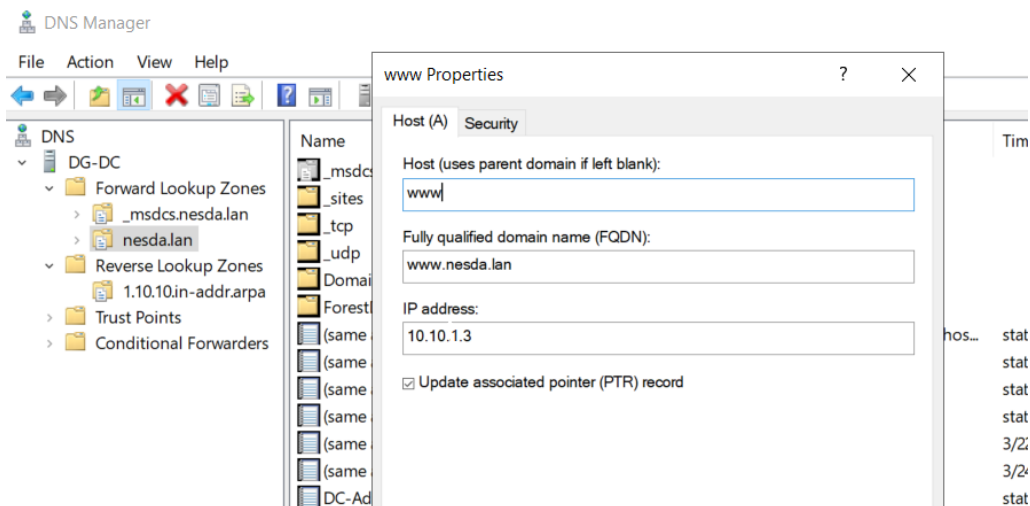 DNS Manager
File Action View Help
DNS
DG-DC
Forward Lookup Zones
_msdcs.nesda.lan
nesda.lan
Reverse Lookup Zones
1.10.10.in-addr.arpa
Trust Points
Conditional Forwarders
Name
_msdcs
_sites
_tcp
_udp
Domai
Forest
(same
(same
(same
(same
(same
(same
DC-Ad
www Properties
Host (A) Security
Host (uses parent domain if left blank):
www
Fully qualified domain name (FQDN):
www.nesda.lan
IP address:
10.10.1.3
Update associated pointer (PTR) record
Tim
hos... stat
stat
stat
stat
3/22
3/24
stat